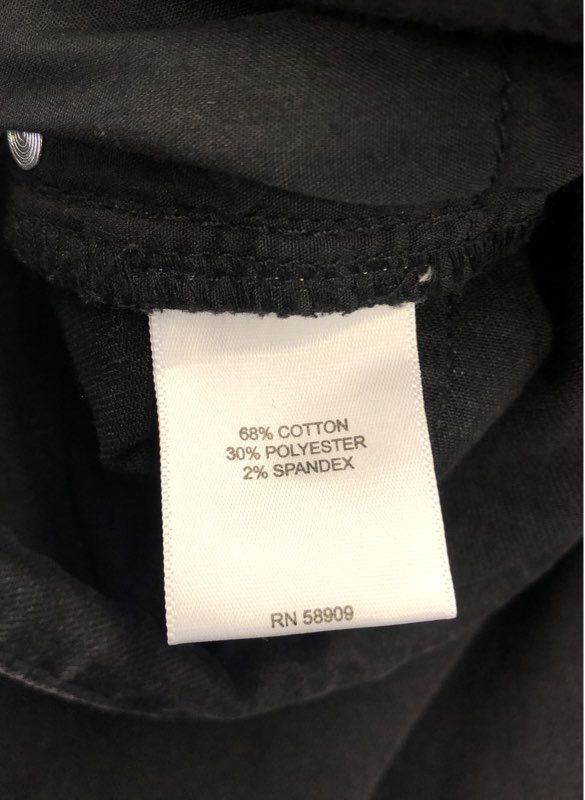 68% COTTON
30% POLYESTER
2% SPANDEX
RN 58909